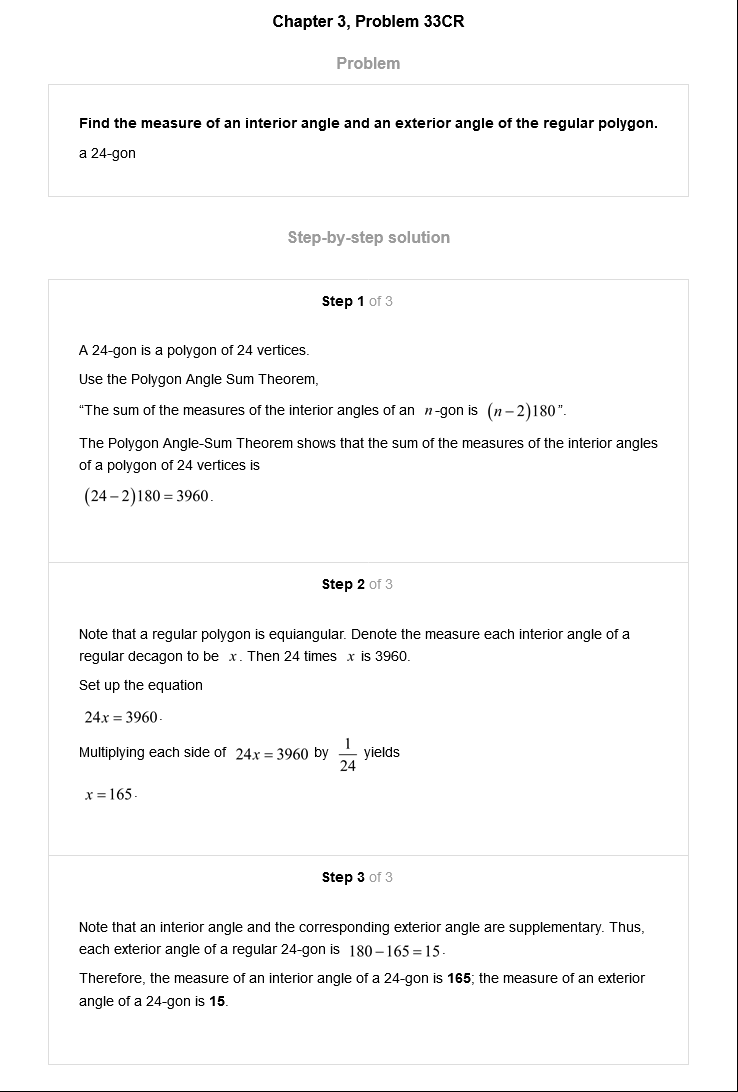 Chapter 3, Problem 33CR
Problem
Find the measure of an interior angle and an exterior angle of the regular polygon.
a 24-gon
Step-by-step solution
Step 1 of 3
A 24-gon is a polygon of 24 vertices.
Use the Polygon Angle Sum Theorem,
“The sum of the measures of the interior angles of an n-gon is (n−2)180”.
The Polygon Angle-Sum Theorem shows that the sum of the measures of the interior angles
of a polygon of 24 vertices is
(24−2)180=3960.
Step 2 of 3
Note that a regular polygon is equiangular. Denote the measure each interior angle of a
regular decagon to be x. Then 24 times x is 3960.
Set up the equation
24x=3960.
Multiplying each side of 24x=3960 by 1/24 yields
x=165.
Step 3 of 3
Note that an interior angle and the corresponding exterior angle are supplementary. Thus,
each exterior angle of a regular 24-gon is 180−165=15.
Therefore, the measure of an interior angle of a 24-gon is 165; the measure of an exterior
angle of a 24-gon is 15.